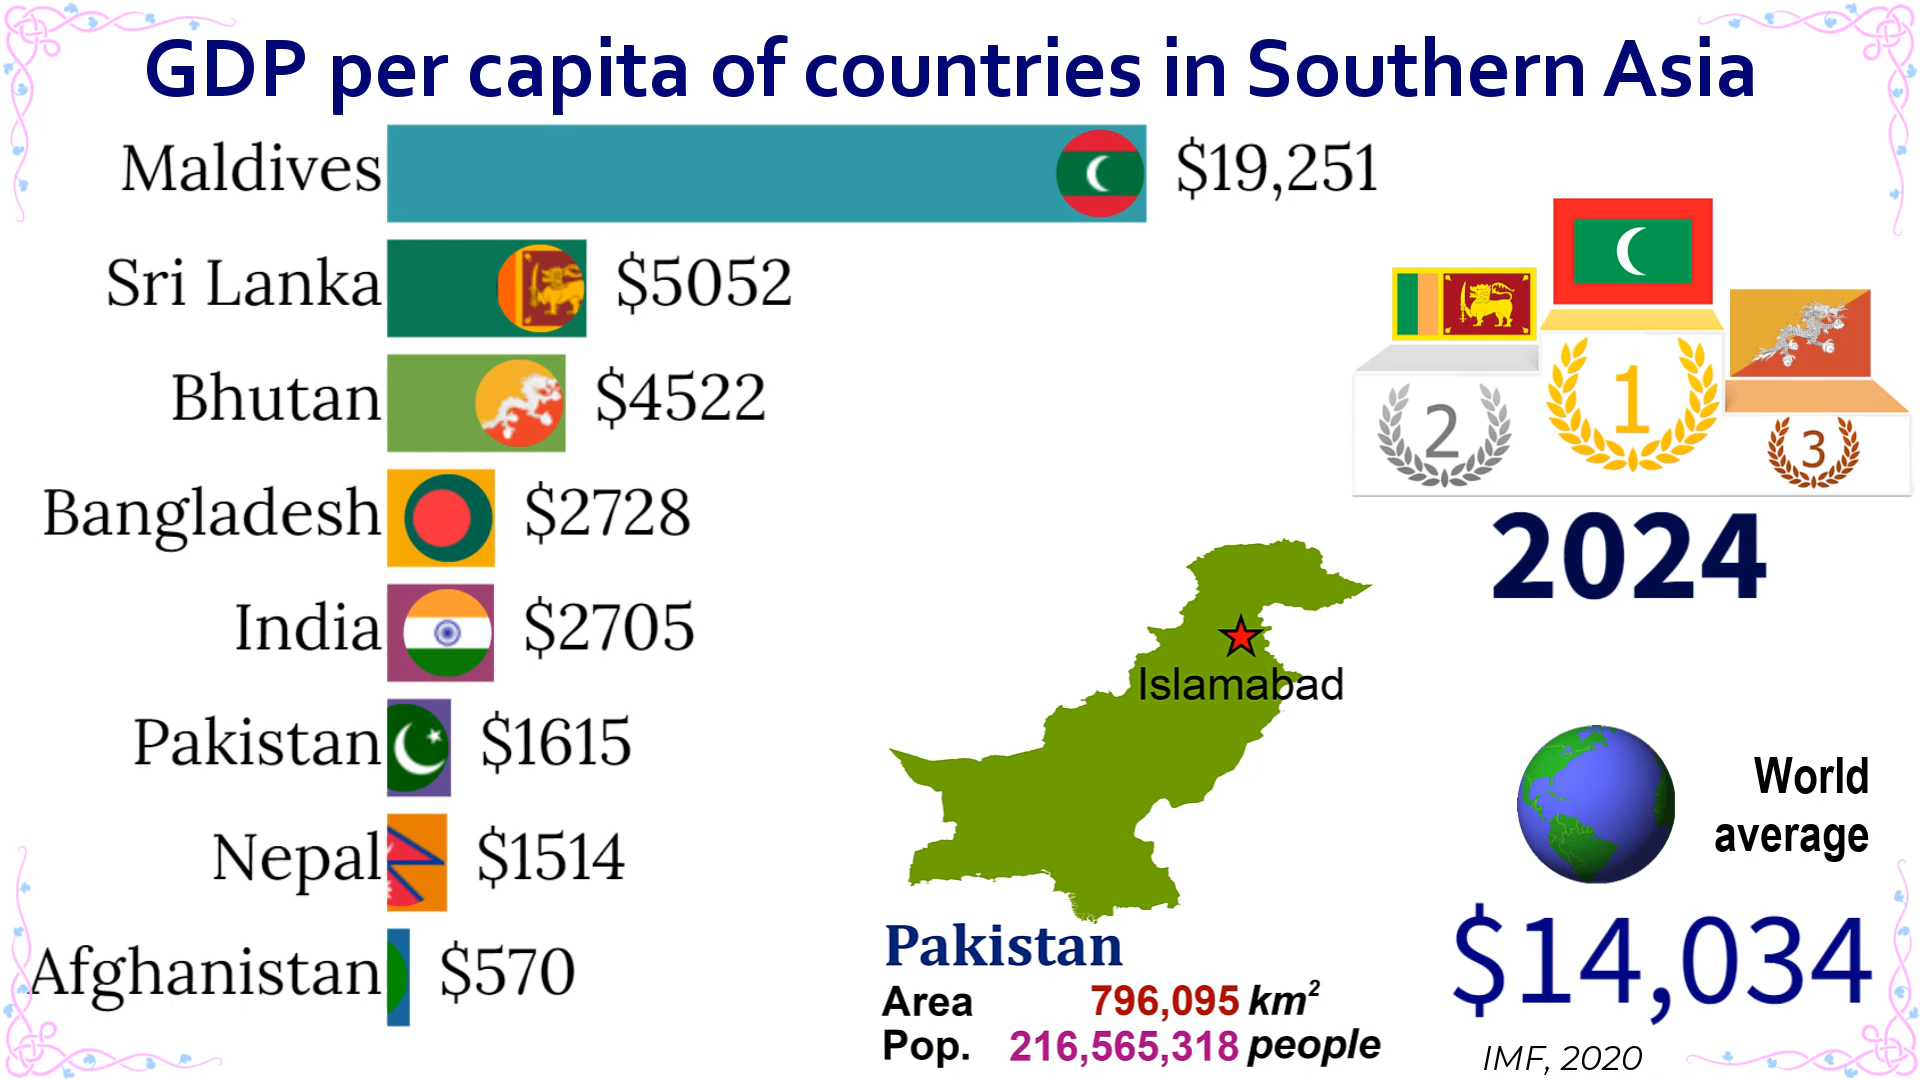 GDP per capita of countries in Southern Asia
Maldives $19,251
Sri Lanka $5052
Bhutan $4522
Bangladesh $2728
India $2705
Pakistan $1615
Nepal $1514
Afghanistan $570
2 1 3
2024
Islamabad
Pakistan
Area 796,095 km²
Pop. 216,565,318 people
World
average
$14,034
IMF, 2020